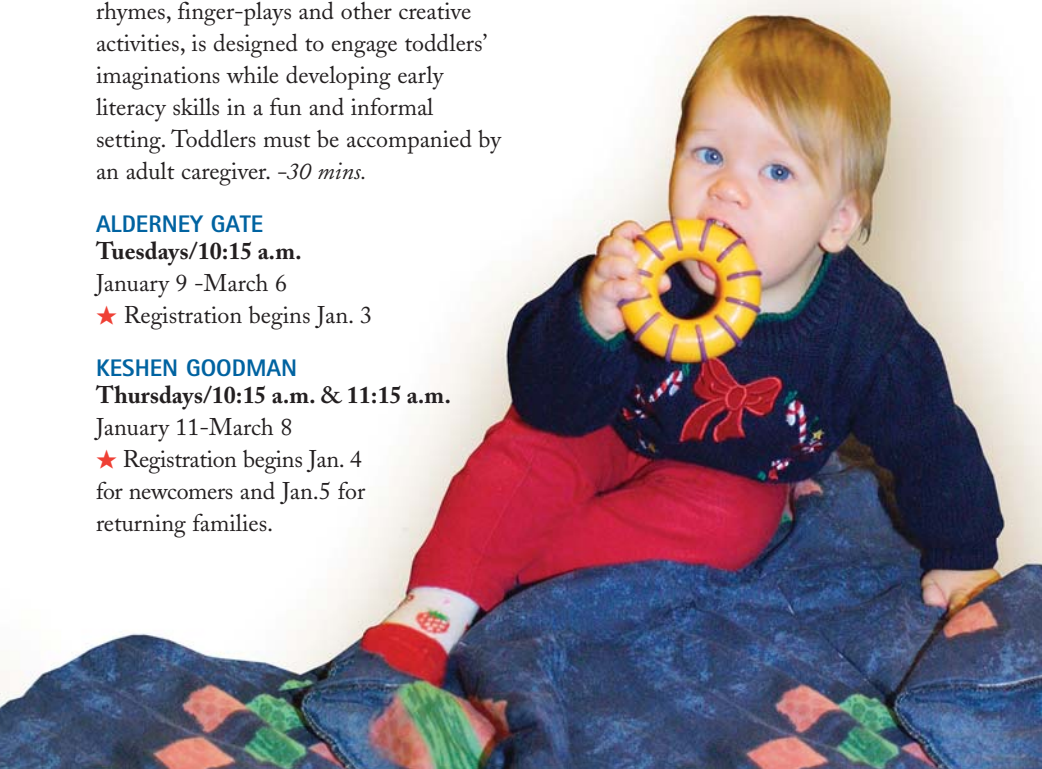 rhymes, finger-plays and other creative
activities, is designed to engage toddlers’
imaginations while developing early
literacy skills in a fun and informal
setting. Toddlers must be accompanied by
an adult caregiver. -30 mins.
ALDERNEY GATE
Tuesdays/10:15 a.m.
January 9 -March 6
★ Registration begins Jan. 3
KESHEN GOODMAN
Thursdays/10:15 a.m. & 11:15 a.m.
January 11-March 8
★ Registration begins Jan. 4
for newcomers and Jan.5 for
returning families.